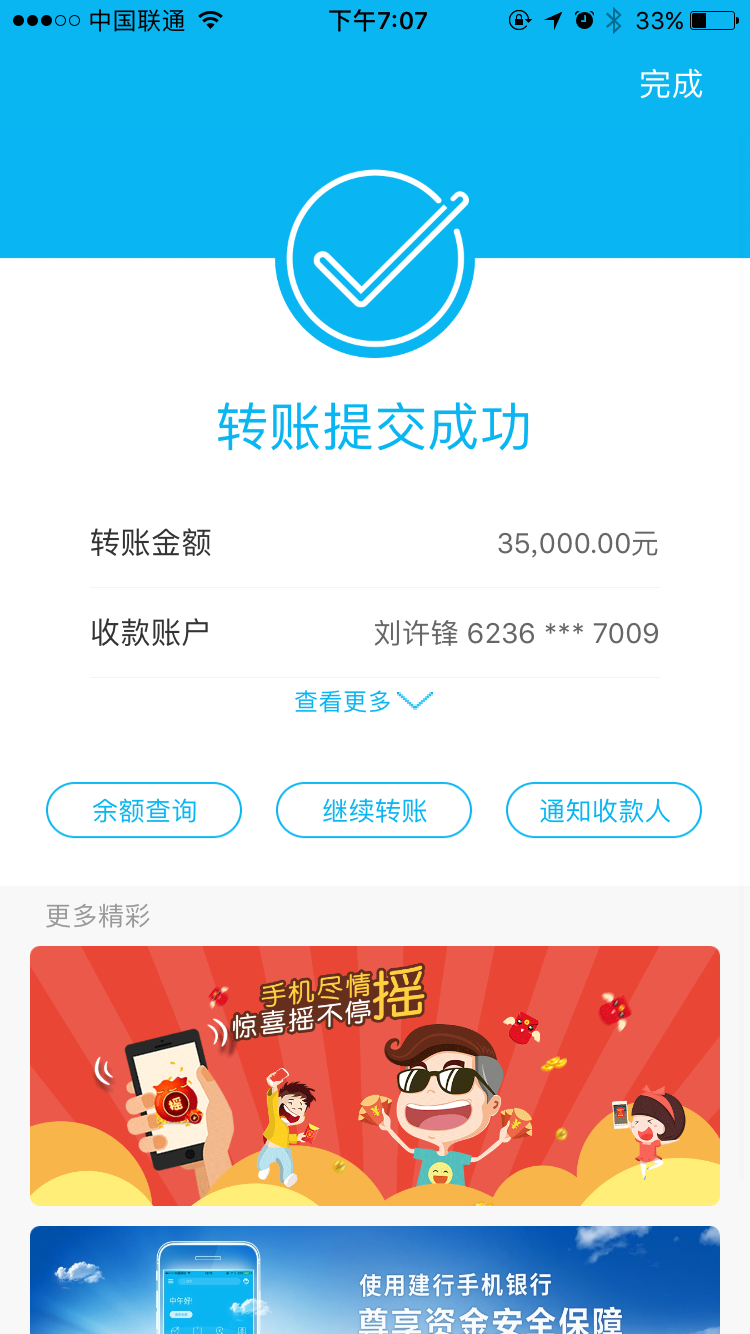 中国联通
下午7:07
33%
完成
转账提交成功
转账金额 35,000.00元
收款账户 刘许锋 6236 *** 7009
查看更多
余额查询 继续转账 通知收款人
更多精彩
手机尽情摇
惊喜摇不停
摇
使用建行手机银行
中午好!
尊享资金安全保障